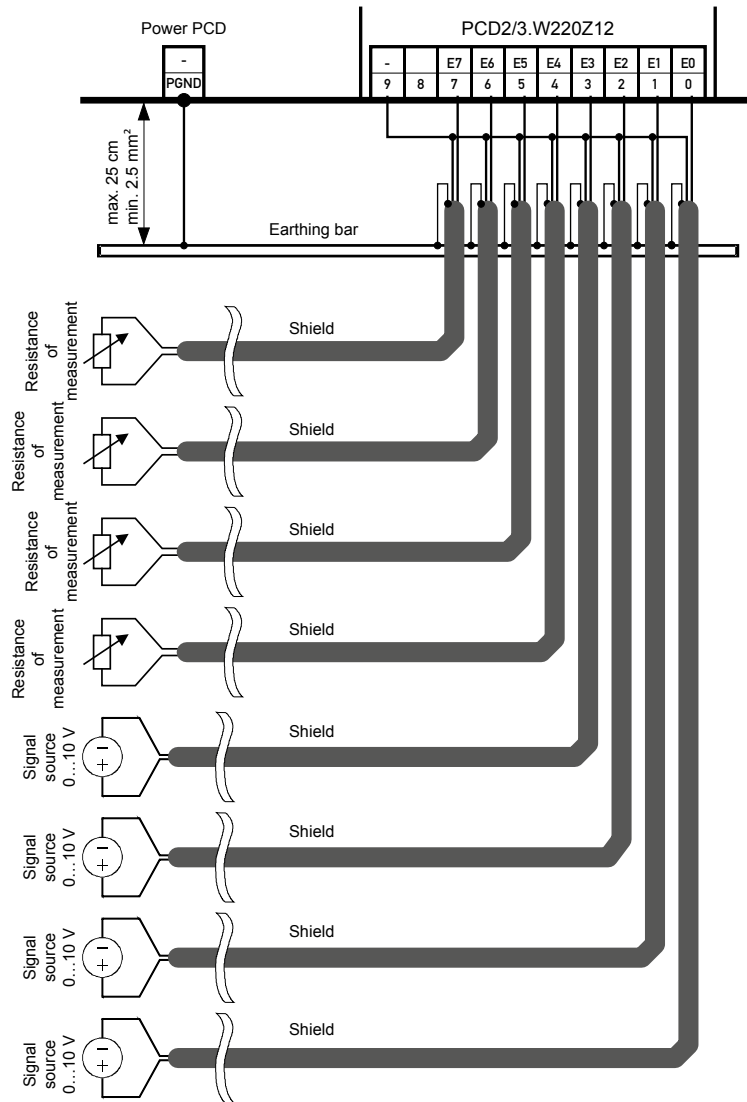 Power PCD
PCD2/3.W220Z12
-
PGND
- E7 E6 E5 E4 E3 E2 E1 E0
9 8 7 6 5 4 3 2 1 0
max. 25 cm
min. 2.5 mm²
Earthing bar
Resistance
of
measurement
Shield
Resistance
of
measurement
Shield
Resistance
of
measurement
Shield
Resistance
of
measurement
Shield
Signal
source
0...10 V
- +
Shield
Signal
source
0...10 V
- +
Shield
Signal
source
0...10 V
- +
Shield
Signal
source
0...10 V
- +
Shield